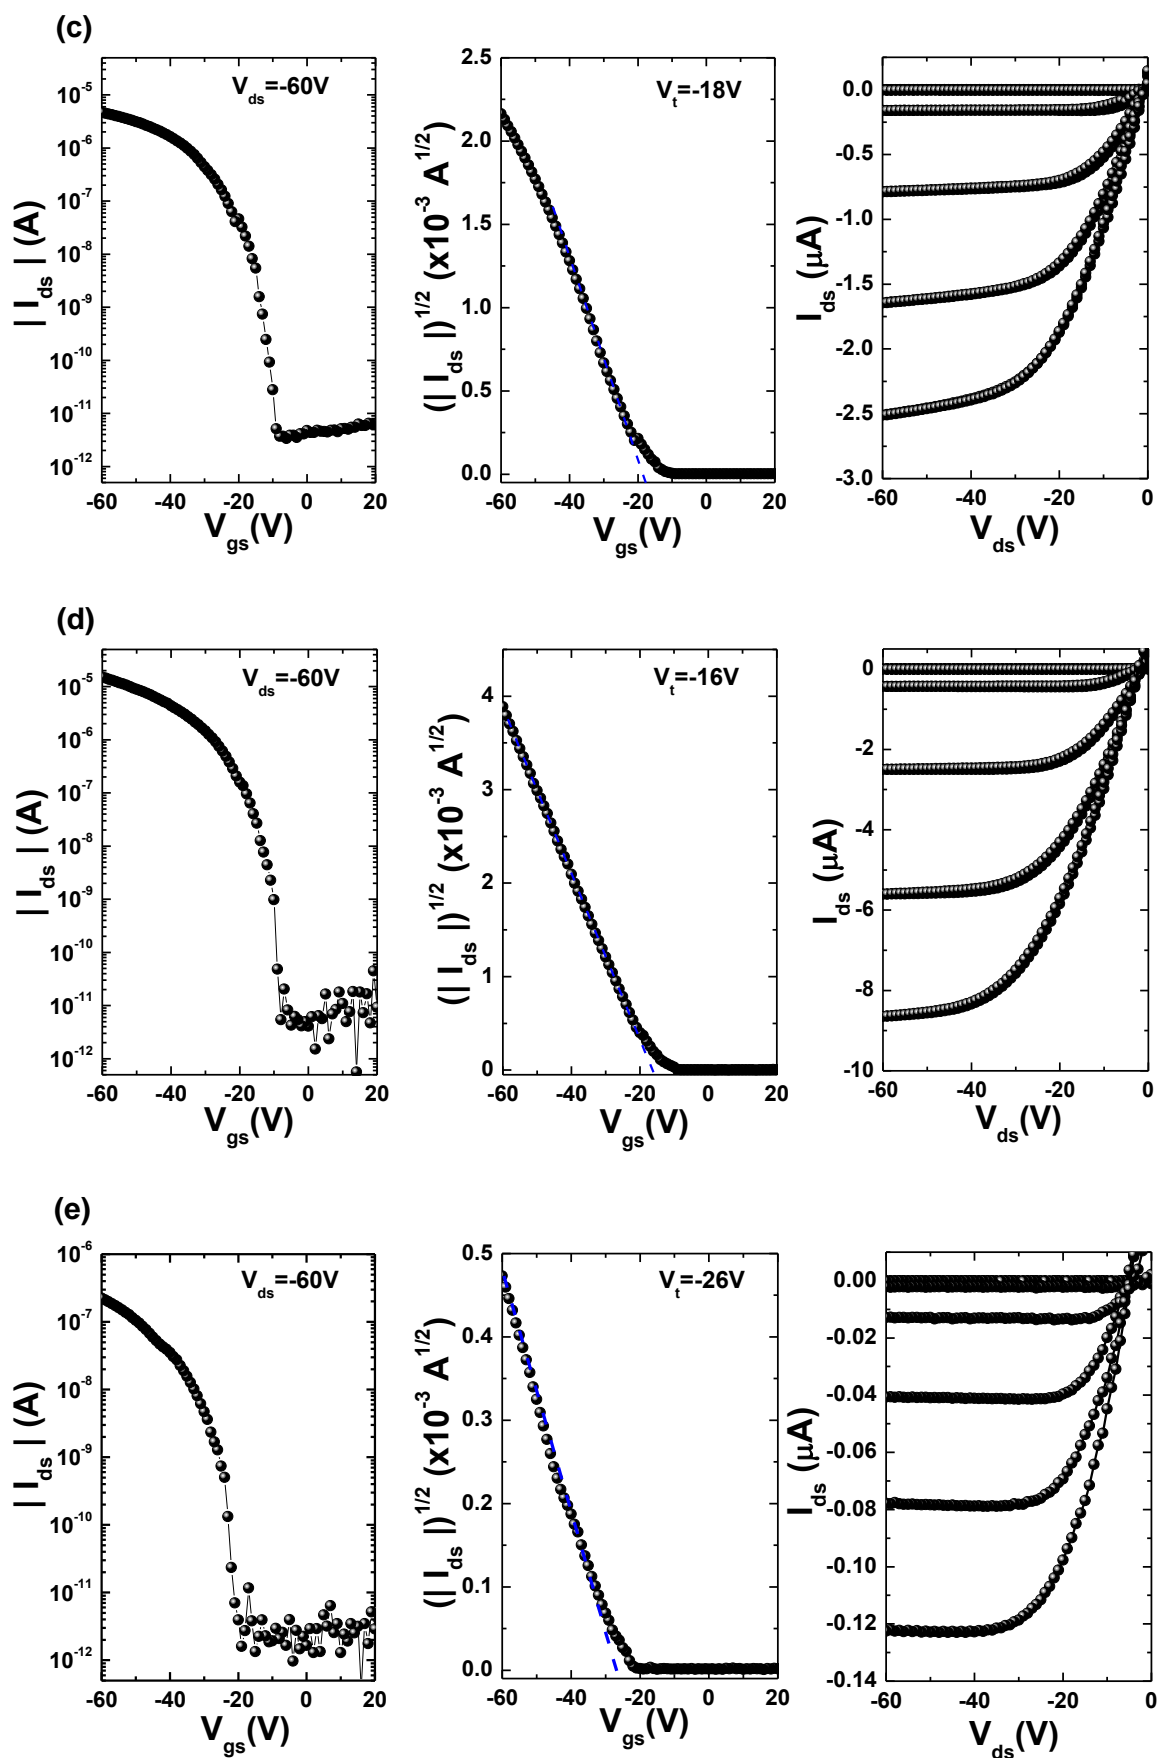 (c)
V_ds=-60V
10^-5
10^-6
10^-7
10^-8
10^-9
10^-10
10^-11
10^-12
| I_ds | (A)
-60 -40 -20 0 20
V_gs(V)
V_t=-18V
2.5
2.0
1.5
1.0
0.5
0.0
(| I_ds |)^1/2 (x10^-3 A^1/2)
-60 -40 -20 0 20
V_gs(V)
0.0
-0.5
-1.0
-1.5
-2.0
-2.5
-3.0
I_ds (μA)
-60 -40 -20 0
V_ds(V)
(d)
V_ds=-60V
10^-5
10^-6
10^-7
10^-8
10^-9
10^-10
10^-11
10^-12
| I_ds | (A)
-60 -40 -20 0 20
V_gs(V)
V_t=-16V
4
3
2
1
0
(| I_ds |)^1/2 (x10^-3 A^1/2)
-60 -40 -20 0 20
V_gs(V)
0
-2
-4
-6
-8
-10
I_ds (μA)
-60 -40 -20 0
V_ds(V)
(e)
V_ds=-60V
10^-6
10^-7
10^-8
10^-9
10^-10
10^-11
10^-12
| I_ds | (A)
-60 -40 -20 0 20
V_gs(V)
V_t=-26V
0.5
0.4
0.3
0.2
0.1
0.0
(| I_ds |)^1/2 (x10^-3 A^1/2)
-60 -40 -20 0 20
V_gs(V)
0.00
-0.02
-0.04
-0.06
-0.08
-0.10
-0.12
-0.14
I_ds (μA)
-60 -40 -20 0
V_ds(V)